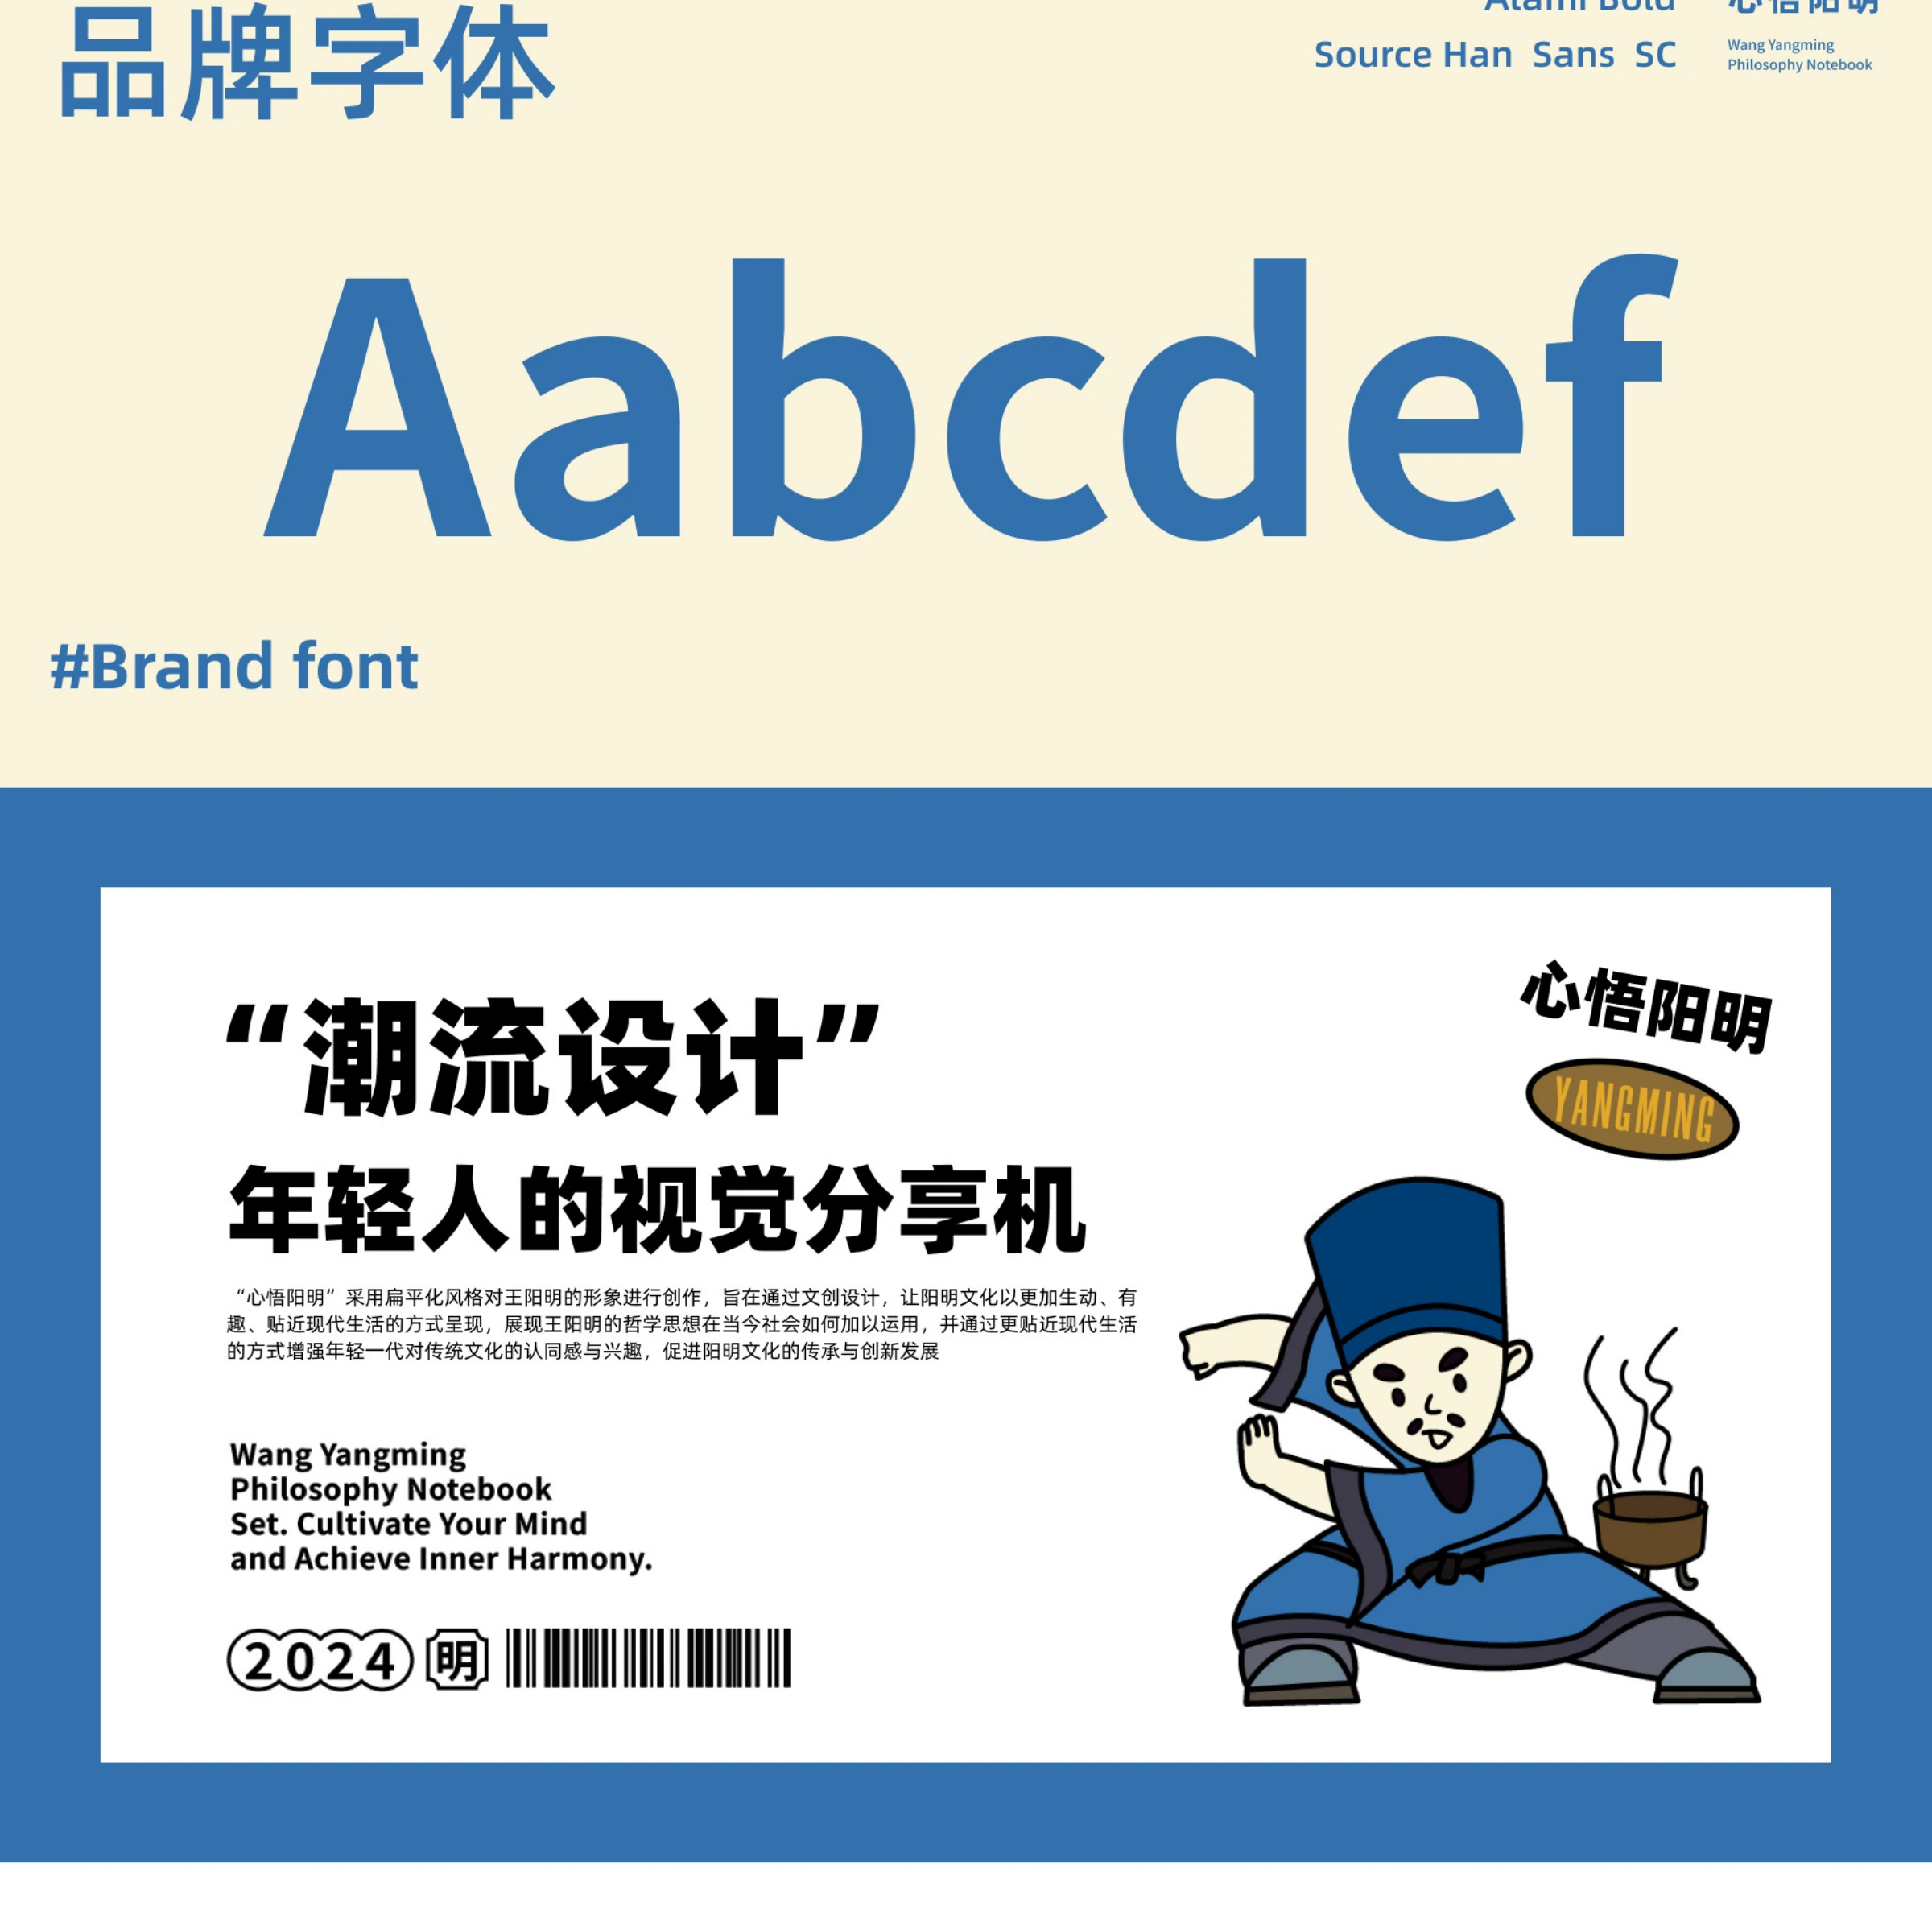 品牌字体
Source Han Sans SC
心悟阳明
Wang Yangming
Philosophy Notebook
Aabcdef
#Brand font
“潮流设计”
年轻人的视觉分享机
“心悟阳明”采用扁平化风格对王阳明的形象进行创作，旨在通过文创设计，让阳明文化以更加生动、有
趣、贴近现代生活的方式呈现，展现王阳明的哲学思想在当今社会如何加以运用，并通过更贴近现代生活
的方式增强年轻一代对传统文化的认同感与兴趣，促进阳明文化的传承与创新发展
Wang Yangming
Philosophy Notebook
Set. Cultivate Your Mind
and Achieve Inner Harmony.
2024 明
心悟阳明
YANGMING